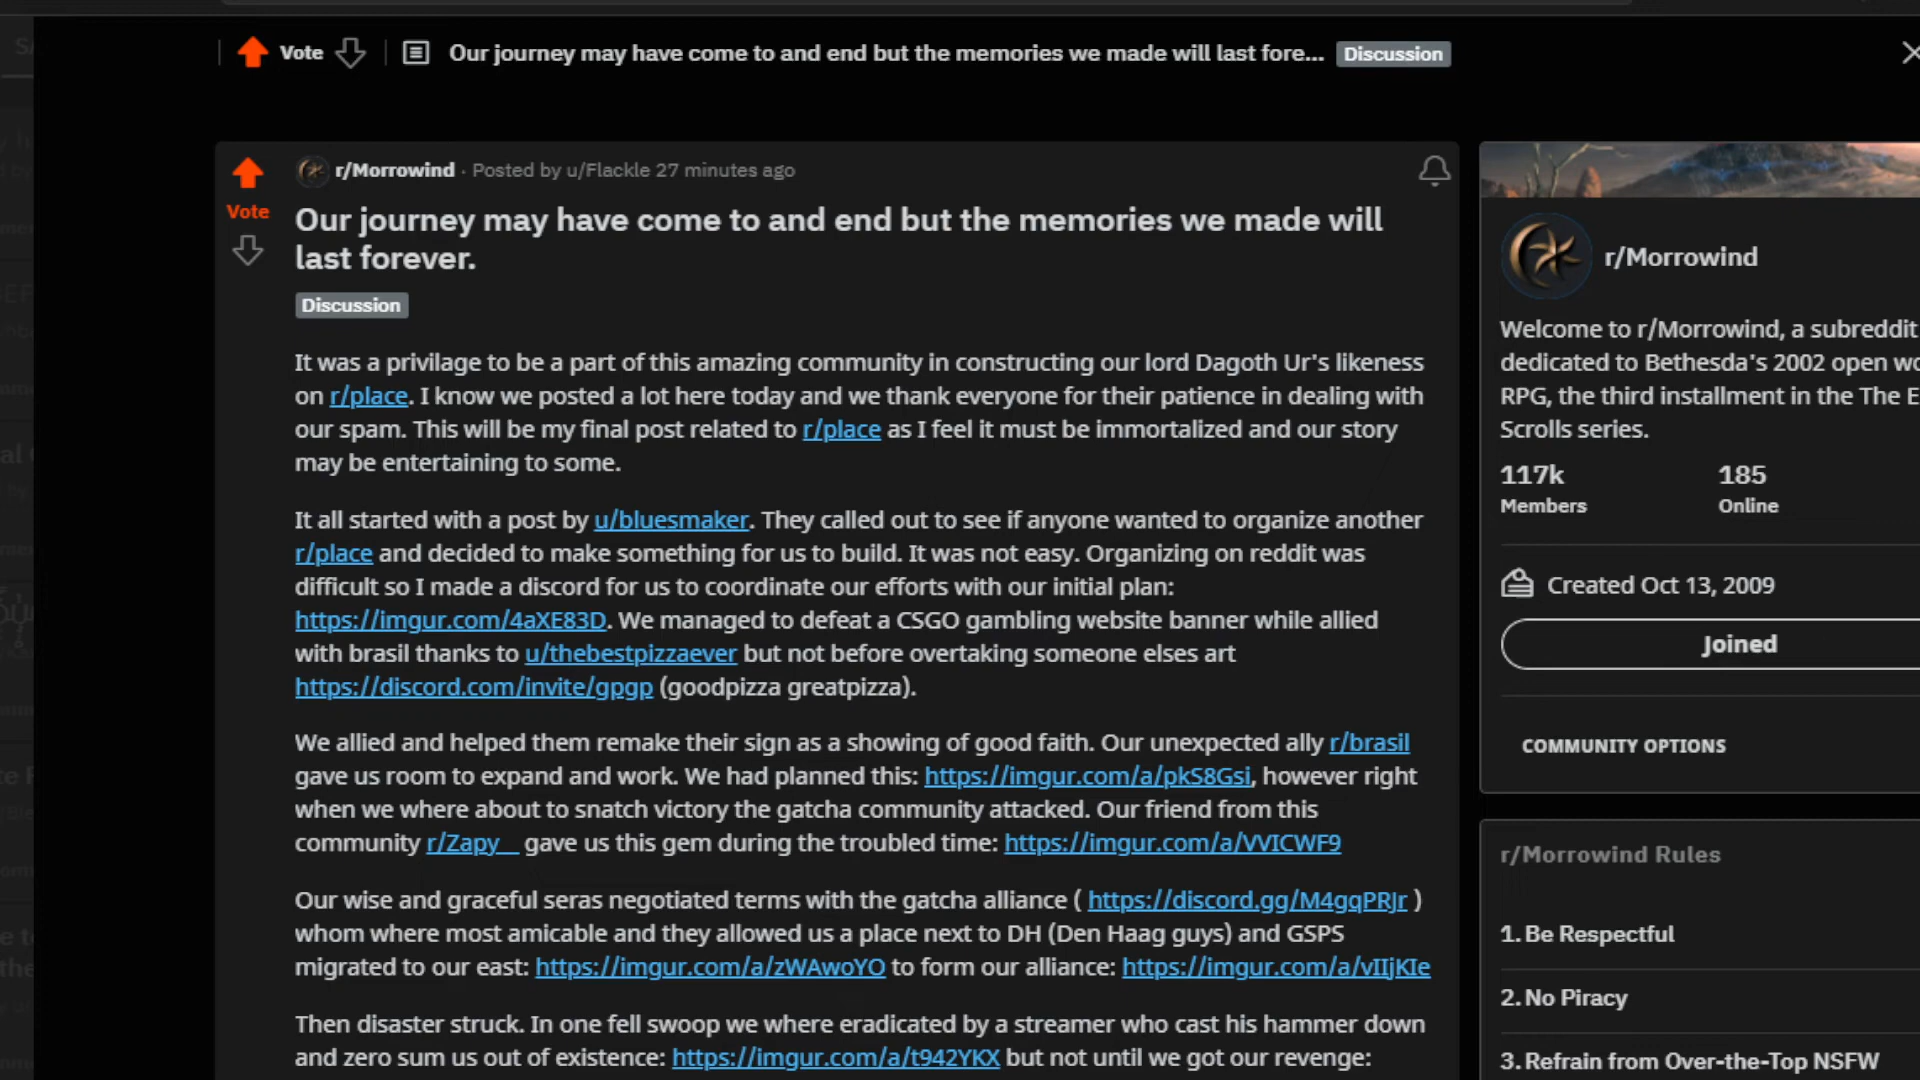 Vote
Our journey may have come to and end but the memories we made will last fore...
Discussion
r/Morrowind · Posted by u/Flackle 27 minutes ago
Vote
Our journey may have come to and end but the memories we made will
last forever.
Discussion
It was a privilage to be a part of this amazing community in constructing our lord Dagoth Ur's likeness
on r/place. I know we posted a lot here today and we thank everyone for their patience in dealing with
our spam. This will be my final post related to r/place as I feel it must be immortalized and our story
may be entertaining to some.
It all started with a post by u/bluesmaker. They called out to see if anyone wanted to organize another
r/place and decided to make something for us to build. It was not easy. Organizing on reddit was
difficult so I made a discord for us to coordinate our efforts with our initial plan:
https://imgur.com/4aXE83D. We managed to defeat a CSGO gambling website banner while allied
with brasil thanks to u/thebestpizzaever but not before overtaking someone elses art
https://discord.com/invite/gpgp (goodpizza greatpizza).
We allied and helped them remake their sign as a showing of good faith. Our unexpected ally r/brasil
gave us room to expand and work. We had planned this: https://imgur.com/a/pkS8Gsi, however right
when we where about to snatch victory the gatcha community attacked. Our friend from this
community r/Zapy__ gave us this gem during the troubled time: https://imgur.com/a/VVICWF9
Our wise and graceful seras negotiated terms with the gatcha alliance ( https://discord.gg/M4gqPRJr )
whom where most amicable and they allowed us a place next to DH (Den Haag guys) and GSPS
migrated to our east: https://imgur.com/a/zWAwoYO to form our alliance: https://imgur.com/a/vIIjKIe
Then disaster struck. In one fell swoop we where eradicated by a streamer who cast his hammer down
and zero sum us out of existence: https://imgur.com/a/t942YKX but not until we got our revenge:
r/Morrowind
Welcome to r/Morrowind, a subreddit
dedicated to Bethesda's 2002 open wo
RPG, the third installment in the The E
Scrolls series.
117k
Members
185
Online
Created Oct 13, 2009
Joined
COMMUNITY OPTIONS
r/Morrowind Rules
1. Be Respectful
2. No Piracy
3. Refrain from Over-the-Top NSFW